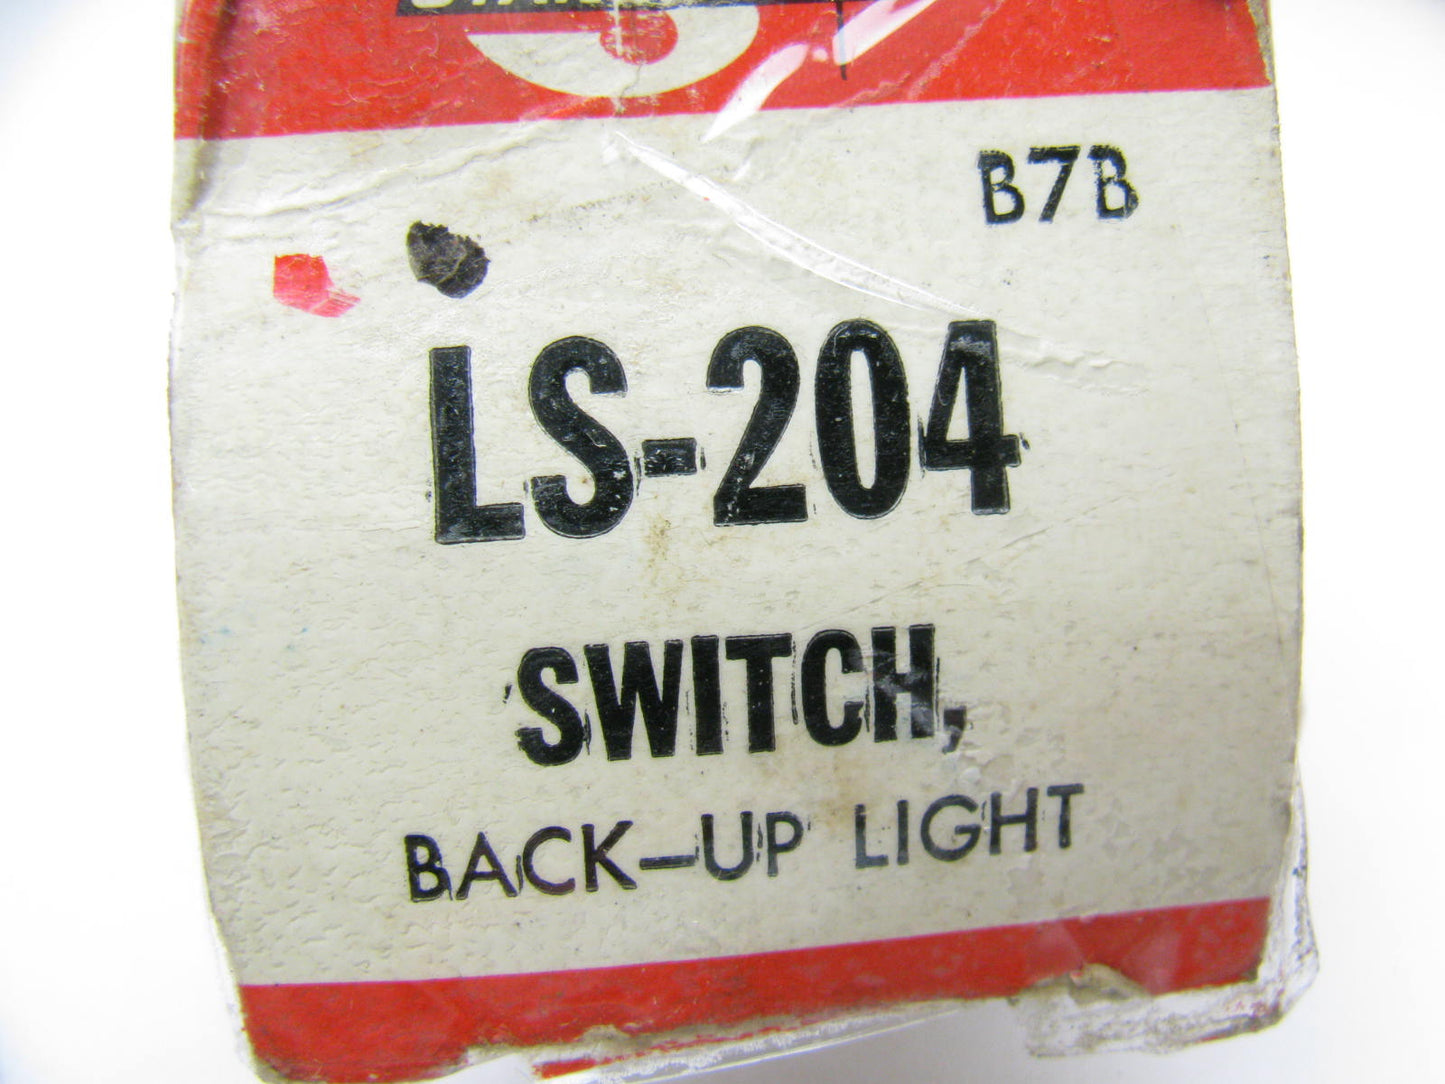 B7B
LS-204
SWITCH,
BACK-UP LIGHT